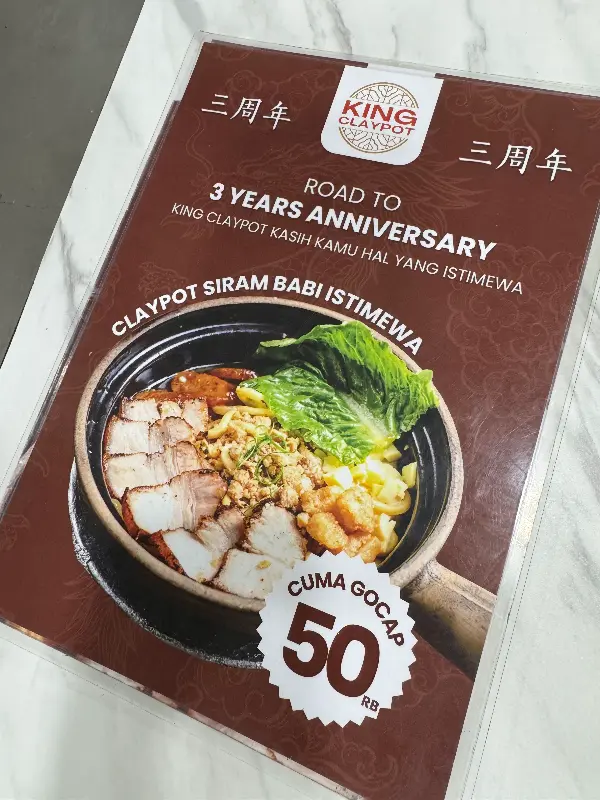 三周年
KING
CLAYPOT
三周年
ROAD TO
3 YEARS ANNIVERSARY
KING CLAYPOT KASIH KAMU HAL YANG ISTIMEWA
CLAYPOT SIRAM BABI ISTIMEWA
CUMA GOCAP
50
RB